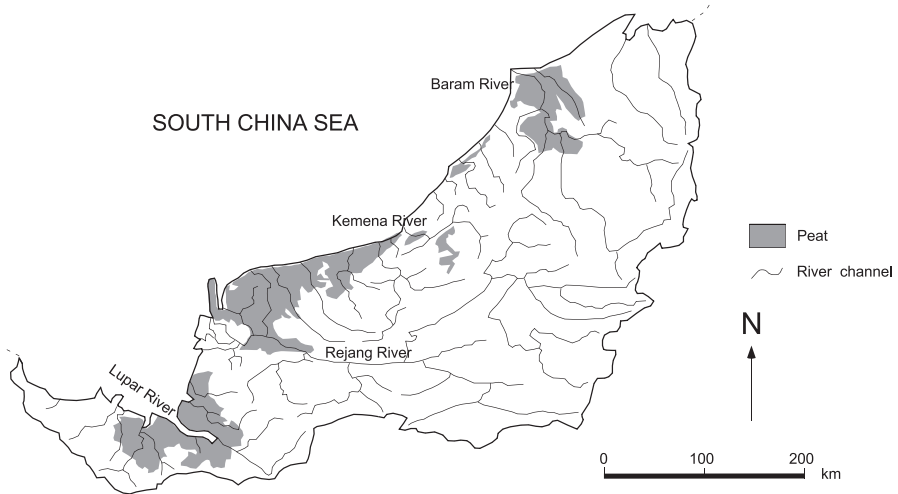 Baram River
SOUTH CHINA SEA
Kemena River
Peat
River channel
N
Rejang River
Lupar River
0 100 200
km